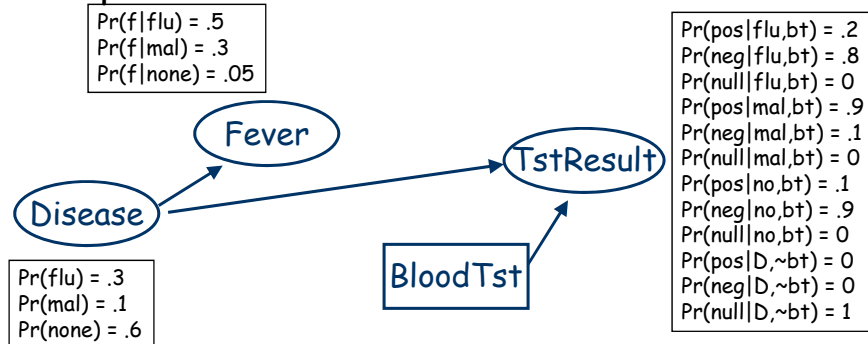 Pr(f|flu) = .5
Pr(f|mal) = .3
Pr(f|none) = .05
Fever
Disease
Pr(flu) = .3
Pr(mal) = .1
Pr(none) = .6
BloodTst
TstResult
Pr(pos|flu,bt) = .2
Pr(neg|flu,bt) = .8
Pr(null|flu,bt) = 0
Pr(pos|mal,bt) = .9
Pr(neg|mal,bt) = .1
Pr(null|mal,bt) = 0
Pr(pos|no,bt) = .1
Pr(neg|no,bt) = .9
Pr(null|no,bt) = 0
Pr(pos|D,~bt) = 0
Pr(neg|D,~bt) = 0
Pr(null|D,~bt) = 1